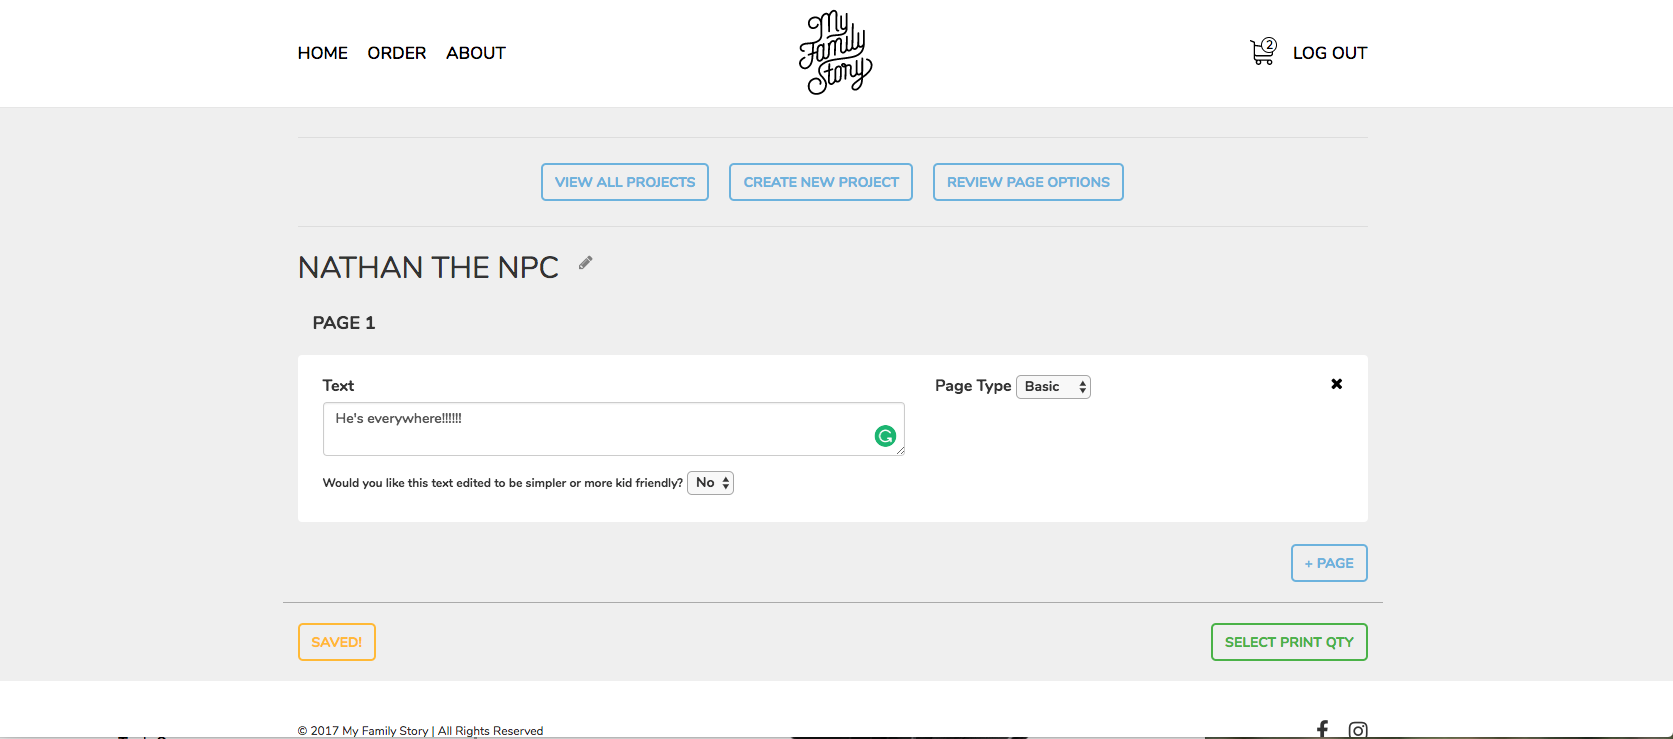 HOME ORDER ABOUT
My
Family
Story
2
LOG OUT
VIEW ALL PROJECTS CREATE NEW PROJECT REVIEW PAGE OPTIONS
NATHAN THE NPC
PAGE 1
Text
Page Type Basic
He's everywhere!!!!!!
Would you like this text edited to be simpler or more kid friendly? No
+ PAGE
SAVED!
SELECT PRINT QTY
© 2017 My Family Story | All Rights Reserved